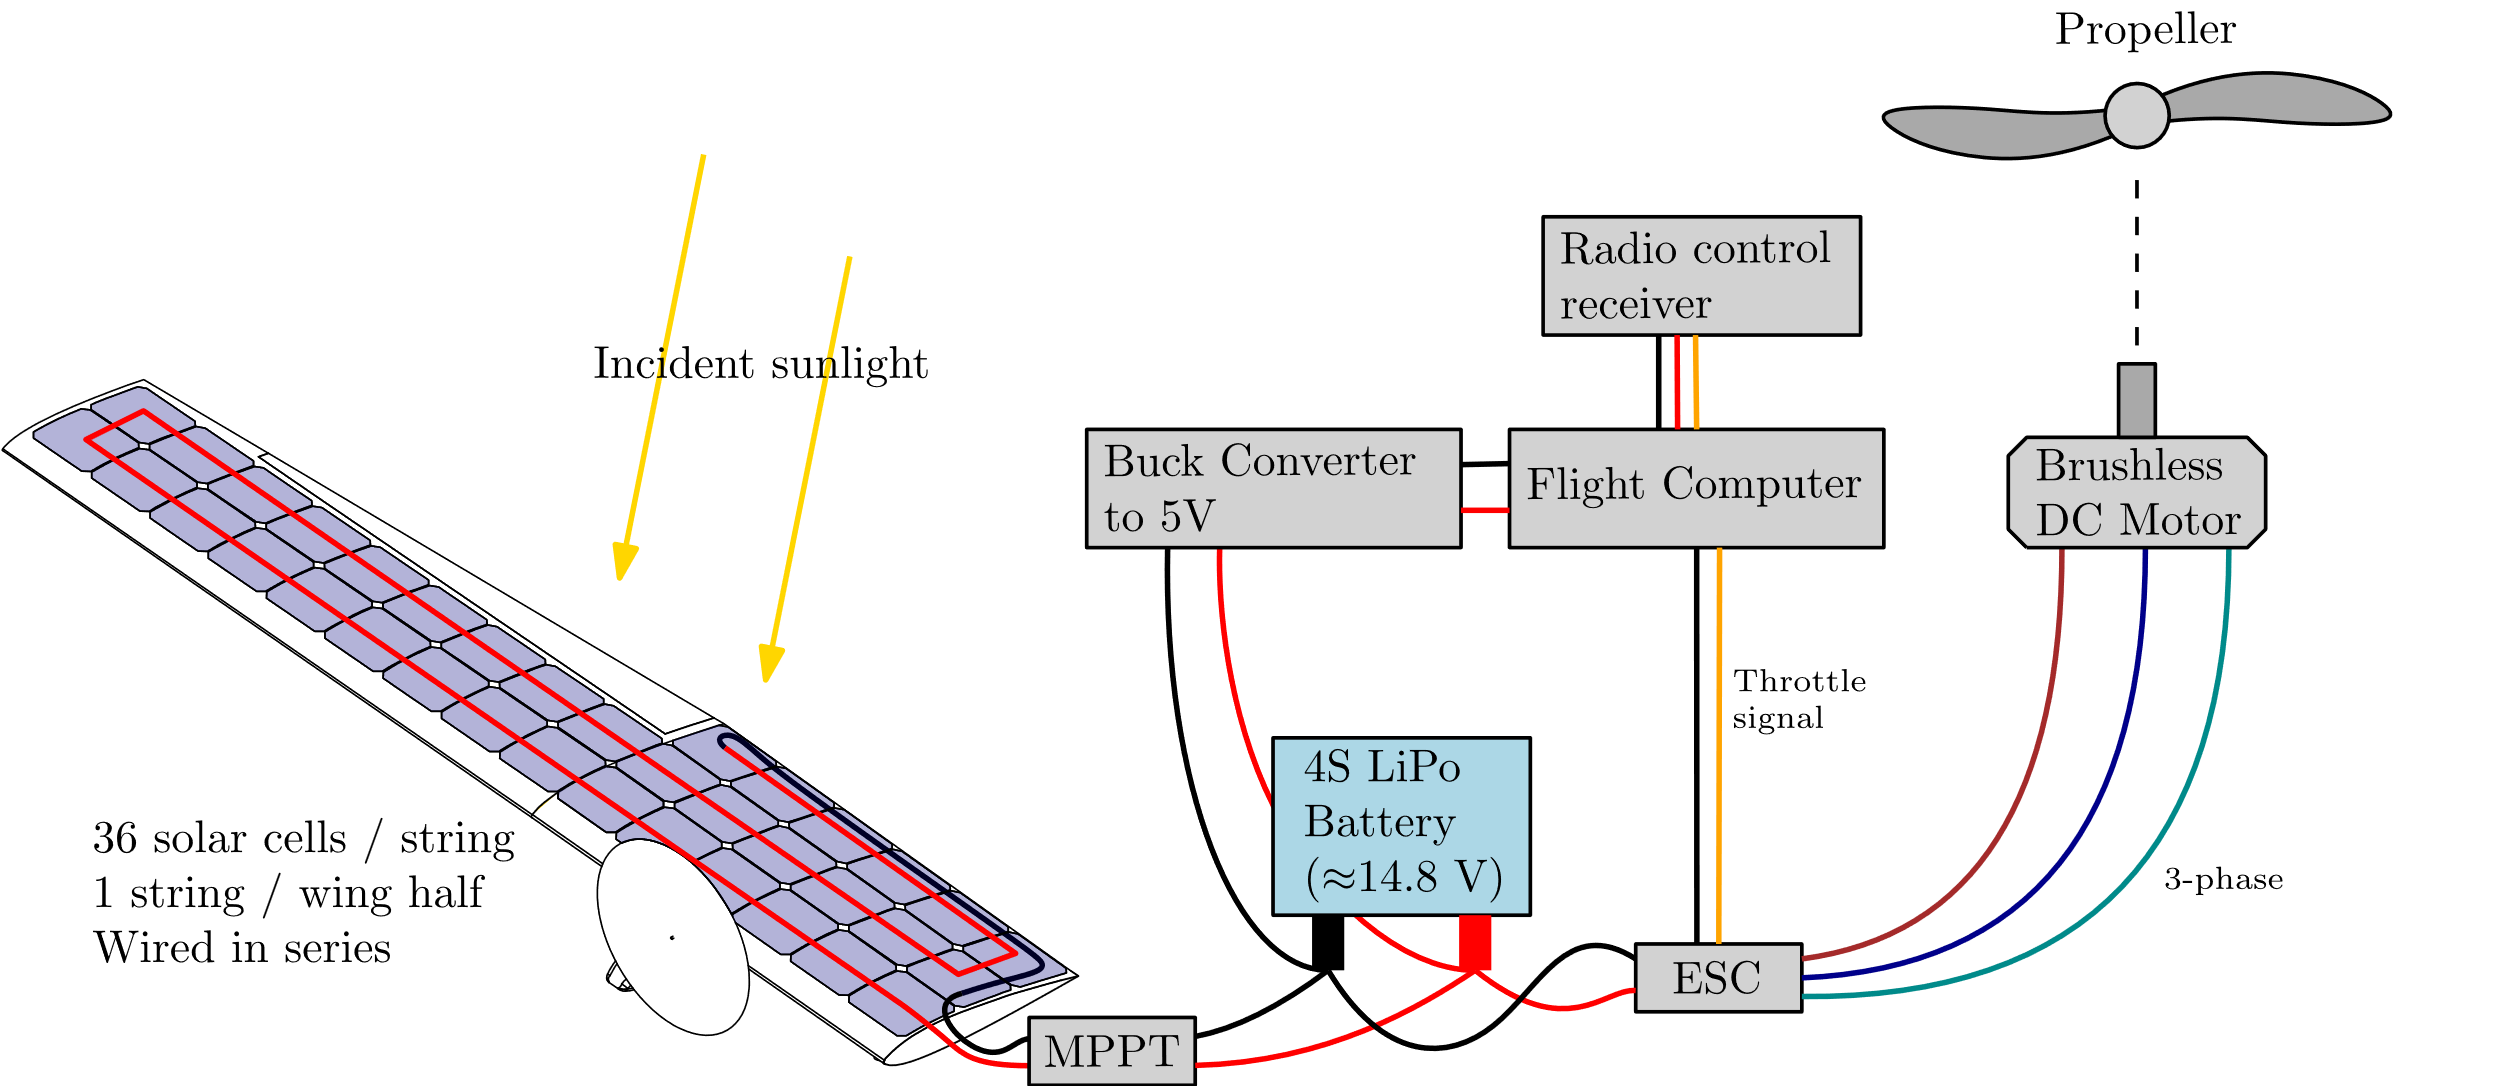 Propeller
Radio control
receiver
Incident sunlight
Buck Converter
to 5V
Flight Computer
Brushless
DC Motor
Throttle
signal
4S LiPo
Battery
(≈14.8 V)
36 solar cells / string
1 string / wing half
Wired in series
3-phase
ESC
MPPT